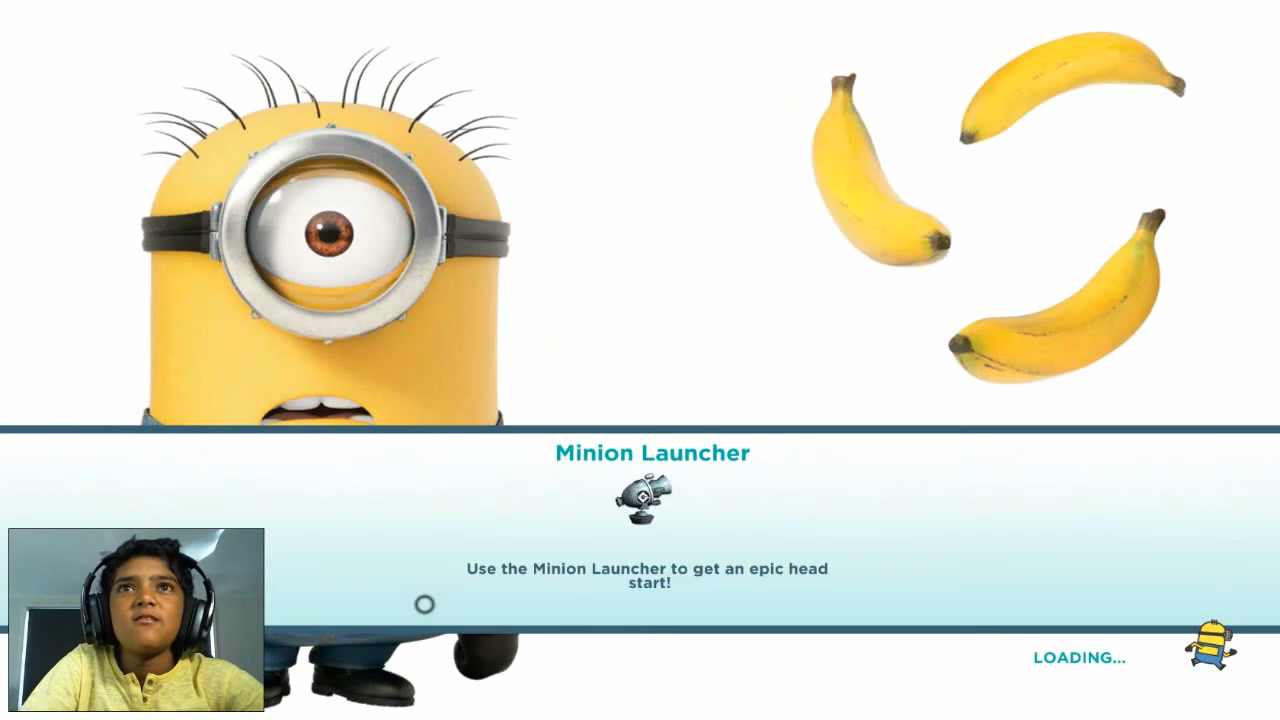 Minion Launcher
Use the Minion Launcher to get an epic head
start!
LOADING...